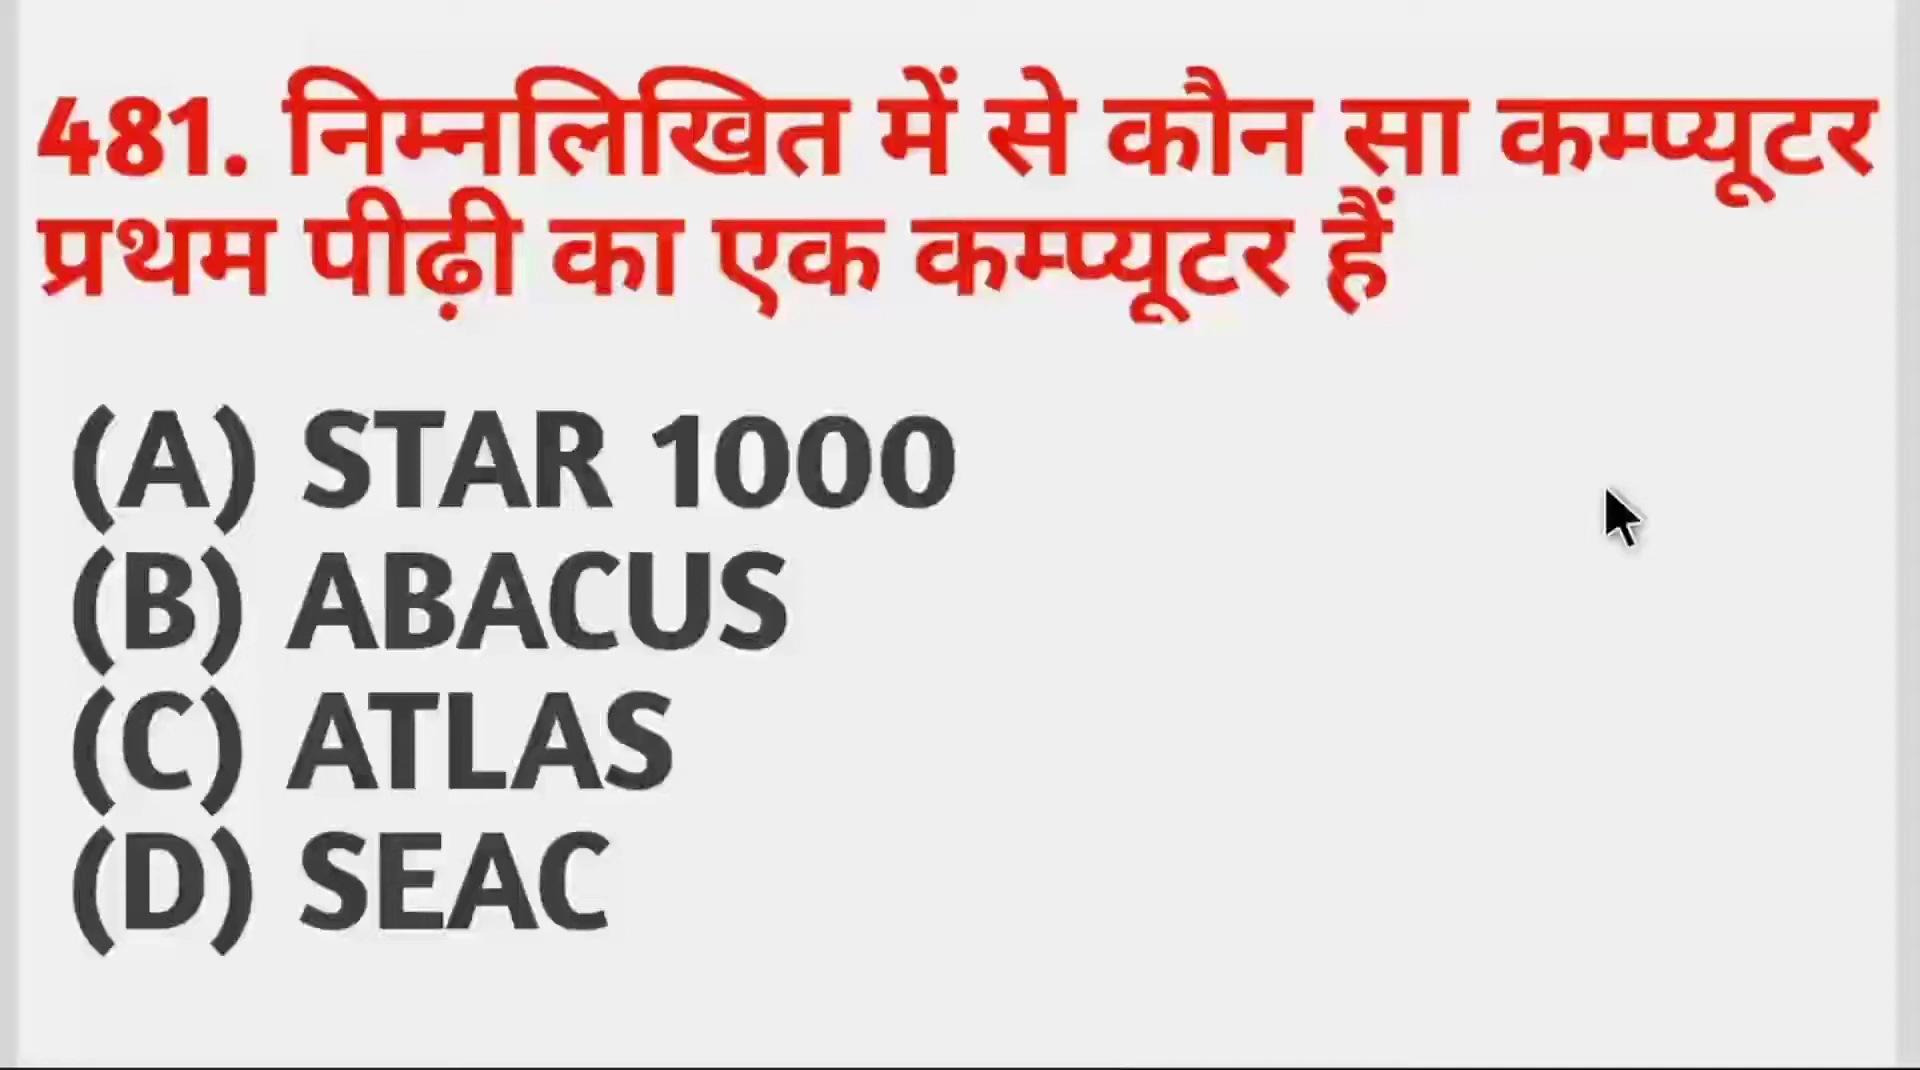 481. निम्नलिखित में से कौन सा कम्प्यूटर
प्रथम पीढ़ी का एक कम्प्यूटर हैं
(A) STAR 1000
(B) ABACUS
(C) ATLAS
(D) SEAC